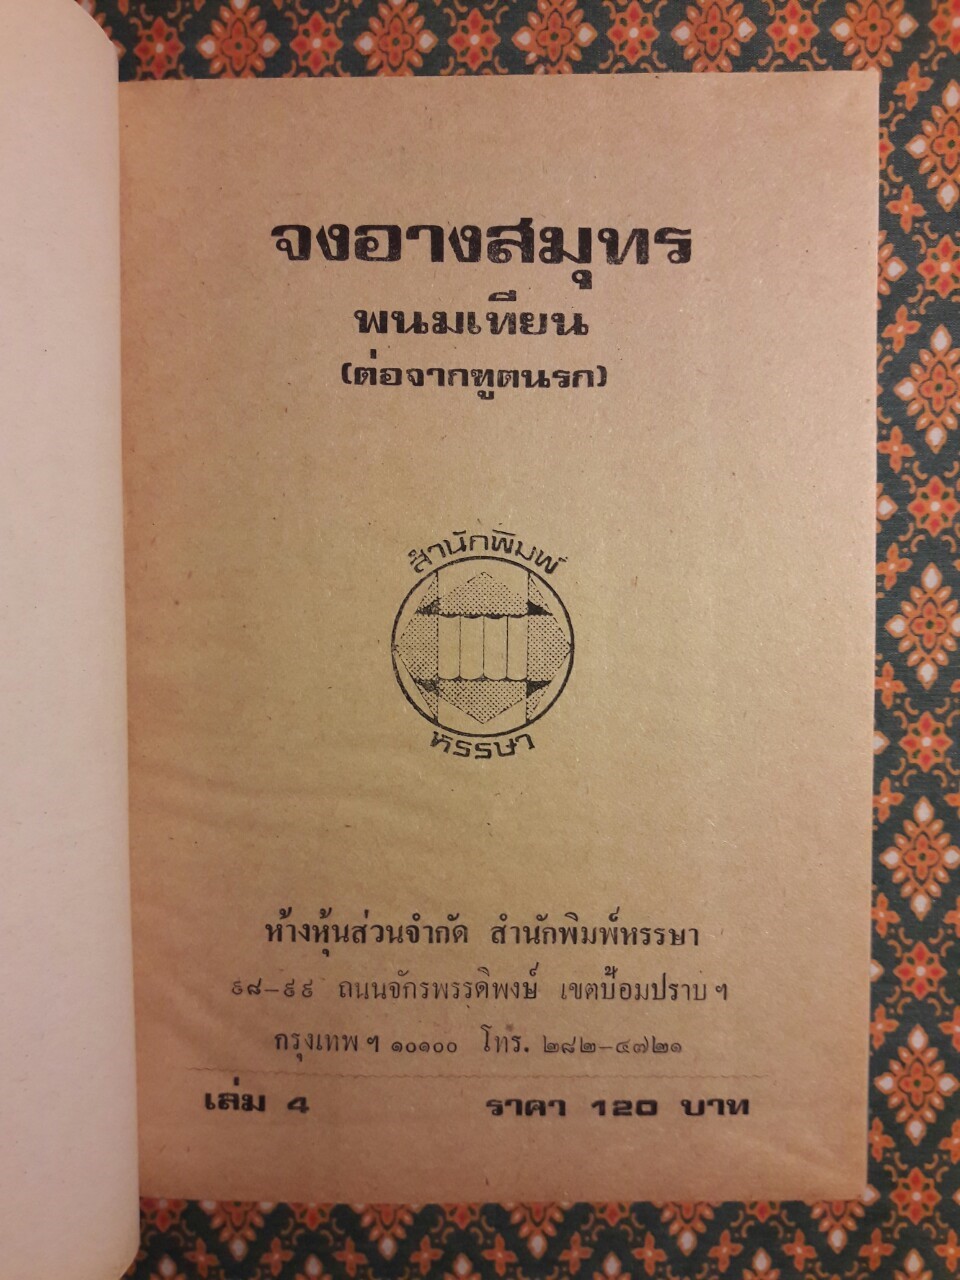 จงอางสมุทร
พนมเทียน
(ต่อจากฑูตนรก)
สำนักพิมพ์
หรรษา
ห้างหุ้นส่วนจำกัด สำนักพิมพ์หรรษา
๙๘-๙๙ ถนนจักรพรรดิพงษ์ เขตป้อมปราบ ฯ
กรุงเทพ ฯ ๑๐๑๐๐ โทร. ๒๘๒-๔๗๒๑
เล่ม 4 ราคา 120 บาท